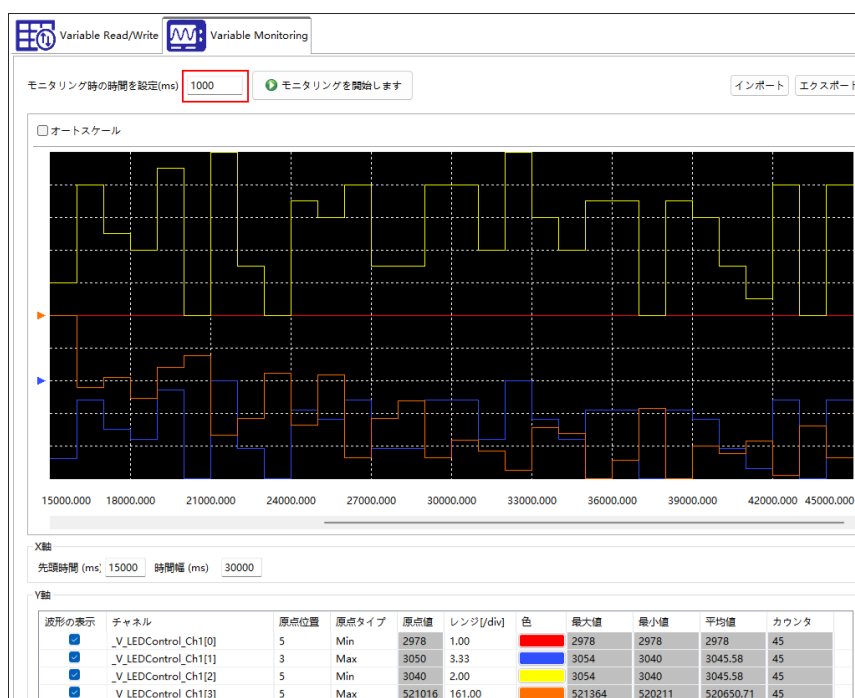 Variable Read/Write Variable Monitoring
モニタリング時の時間を設定(ms) 1000 モニタリングを開始します インポート エクスポート
オートスケール
15000.000 18000.000 21000.000 24000.000 27000.000 30000.000 33000.000 36000.000 39000.000 42000.000 45000.000
X軸
先頭時間 (ms) 15000 時間幅 (ms) 30000
Y軸
波形の表示 チャネル 原点位置 原点タイプ 原点値 レンジ[/div] 色 最大値 最小値 平均値 カウンタ
_V_LEDControl_Ch1[0] 5 Min 2978 1.00 2978 2978 2978 45
_V_LEDControl_Ch1[1] 3 Max 3050 3.33 3054 3040 3045.58 45
_V_LEDControl_Ch1[2] 5 Min 3040 2.00 3054 3040 3045.58 45
_V_LEDControl_Ch1[3] 5 Max 521016 161.00 521364 520211 520650.71 45